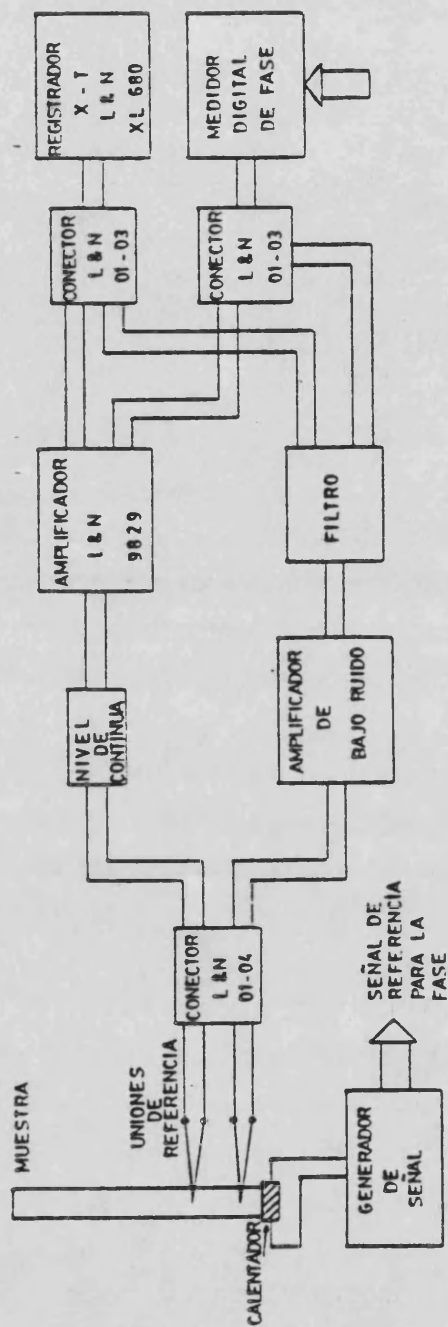 MUESTRA
UNIONES
DE
REFERENCIA
CALENTADOR
GENERADOR
DE
SEÑAL
SEÑAL DE
REFERENCIA
PARA LA
FASE
CONECTOR
L & N
01-04
NIVEL
DE
CONTINUA
AMPLIFICADOR
DE
BAJO RUIDO
AMPLIFICADOR
L & N
9829
FILTRO
CONECTOR
L & N
01-03
CONECTOR
L & N
01-03
REGISTRADOR
X - T
L & N
XL 680
MEDIDOR
DIGITAL
DE FASE